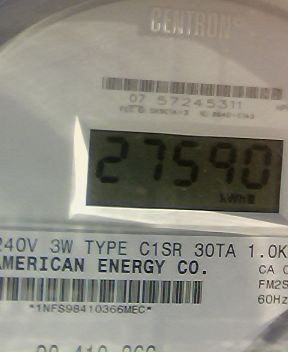 CENTRON
07 57245311
27590
kWh
240V 3W TYPE C1SR 30TA 1.0K
AMERICAN ENERGY CO.
CA
FM2S
60Hz
*1NFS98410366MEC*